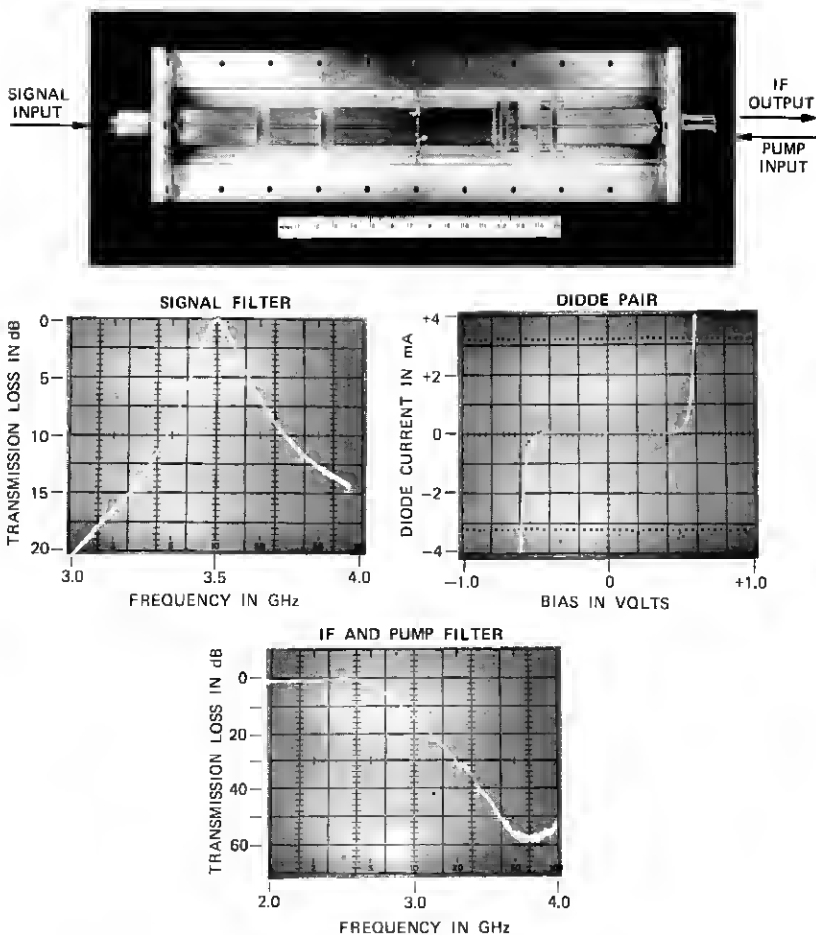 SIGNAL
INPUT
IF
OUTPUT
PUMP
INPUT
SIGNAL FILTER
TRANSMISSION LOSS IN dB
0
5
10
15
20
3.0
3.5
4.0
FREQUENCY IN GHz
DIODE PAIR
DIODE CURRENT IN mA
+4
+2
0
-2
-4
-1.0
0
+1.0
BIAS IN VOLTS
IF AND PUMP FILTER
TRANSMISSION LOSS IN dB
0
20
40
60
2.0
3.0
4.0
FREQUENCY IN GHz